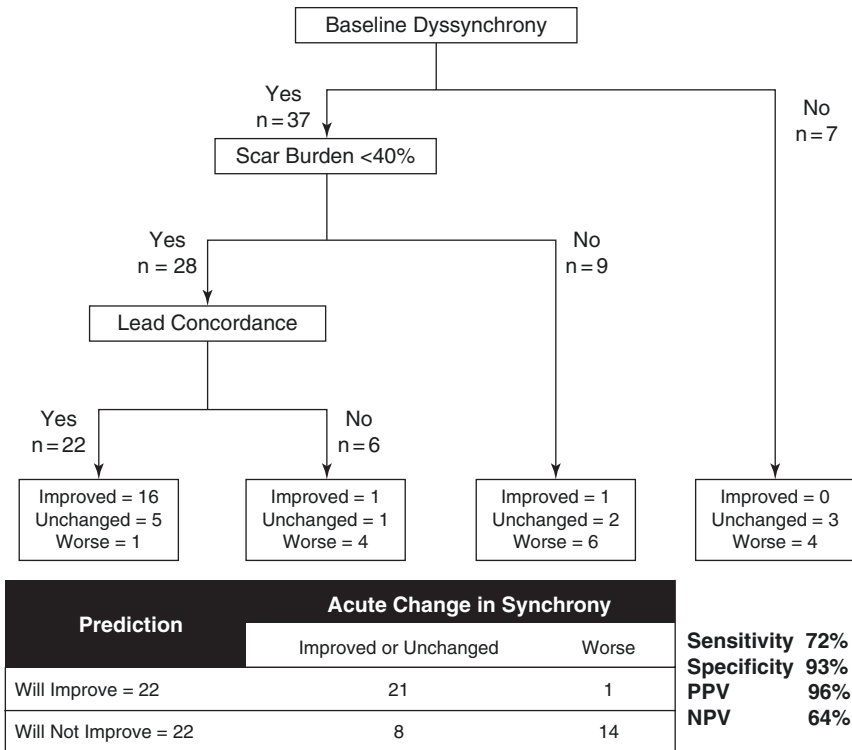 Baseline Dyssynchrony
Yes
n=37
No
n=7
Scar Burden <40%
Yes
n = 28
No
n=9
Lead Concordance
Yes
n=22
No
n=6
Improved = 16
Unchanged = 5
Worse = 1
Improved = 1
Unchanged = 1
Worse = 4
Improved = 1
Unchanged = 2
Worse = 6
Improved = 0
Unchanged = 3
Worse = 4
Prediction
Acute Change in Synchrony
Improved or Unchanged
Worse
Will Improve = 22
21
1
Will Not Improve = 22
8
14
Sensitivity 72%
Specificity 93%
PPV 96%
NPV 64%